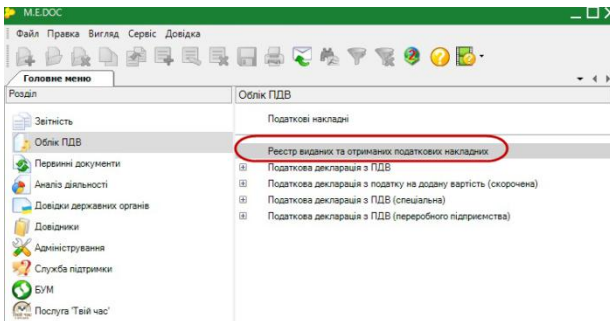 M.E.DOC
Файл Правка Вигляд Сервіс Довідка
Головне меню
Розділ
Облік ПДВ
Звітність
Облік ПДВ
Первинні документи
Аналіз діяльності
Довідки державних органів
Довідники
Адміністрування
Служба підтримки
БУМ
Послуга 'Твій час'
Податкові накладні
Реєстр виданих та отриманих податкових накладних
Податкова декларація з ПДВ
Податкова декларація з податку на додану вартість (скорочена)
Податкова декларація з ПДВ (спеціальна)
Податкова декларація з ПДВ (переробного підприємства)